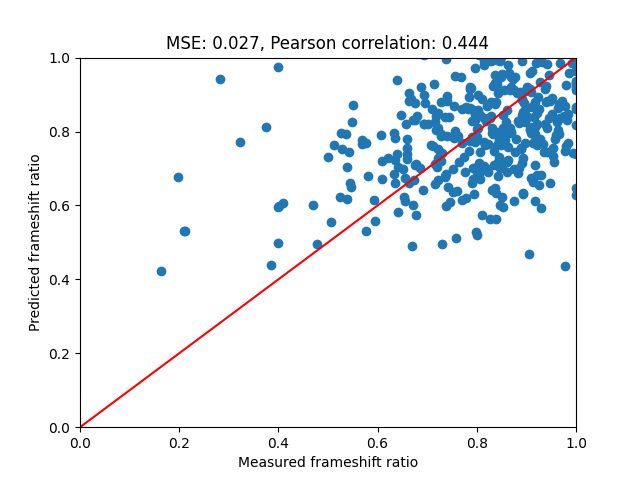 MSE: 0.027, Pearson correlation: 0.444
1.0
0.8
0.6
0.4
0.2
0.0
Predicted frameshift ratio
0.0 0.2 0.4 0.6 0.8 1.0
Measured frameshift ratio